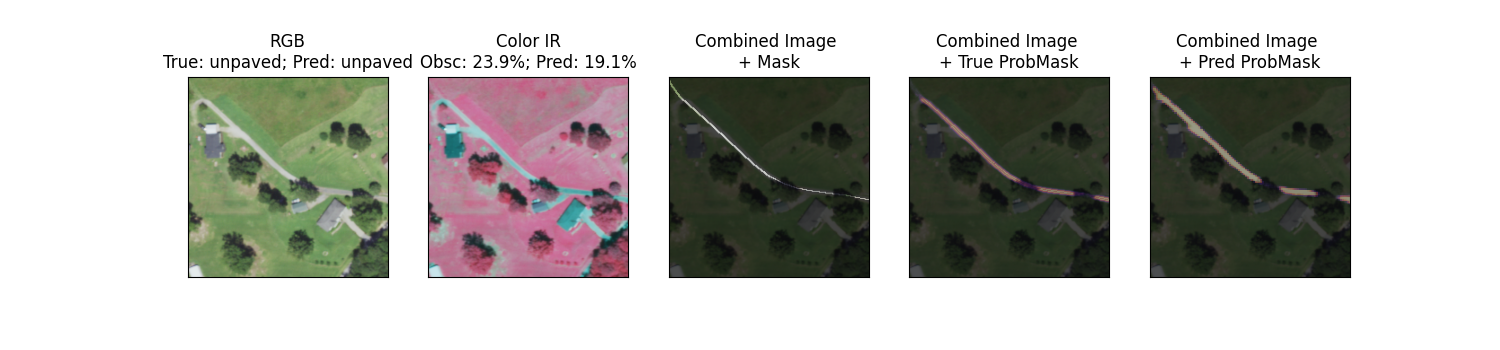 RGB
True: unpaved; Pred: unpaved
Color IR
Obsc: 23.9%; Pred: 19.1%
Combined Image
+ Mask
Combined Image
+ True ProbMask
Combined Image
+ Pred ProbMask